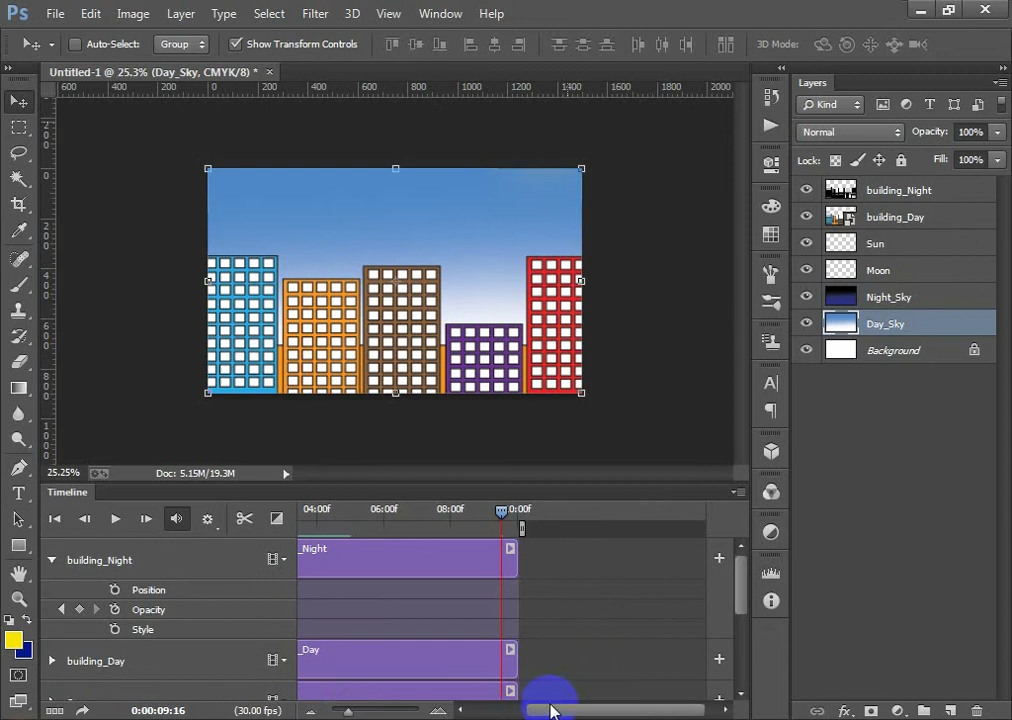 Ps File Edit Image Layer Type Select Filter 3D View Window Help
Auto-Select: Group Show Transform Controls 3D Mode:
Untitled-1 @ 25.3% (Day_Sky, CMYK/8) * ×
600 400 200 0 200 400 600 800 1000 1200 1400 1600 1800 2000
Layers
Kind
Normal Opacity: 100%
Lock: Fill: 100%
building_Night
building_Day
Sun
Moon
Night_Sky
Day_Sky
Background
25.25% Doc: 5.15M/19.3M
Timeline
04:00f 06:00f 08:00f 0:00f
building_Night _Night
Position
Opacity
Style
building_Day _Day
0:00:09:16 (30.00 fps)